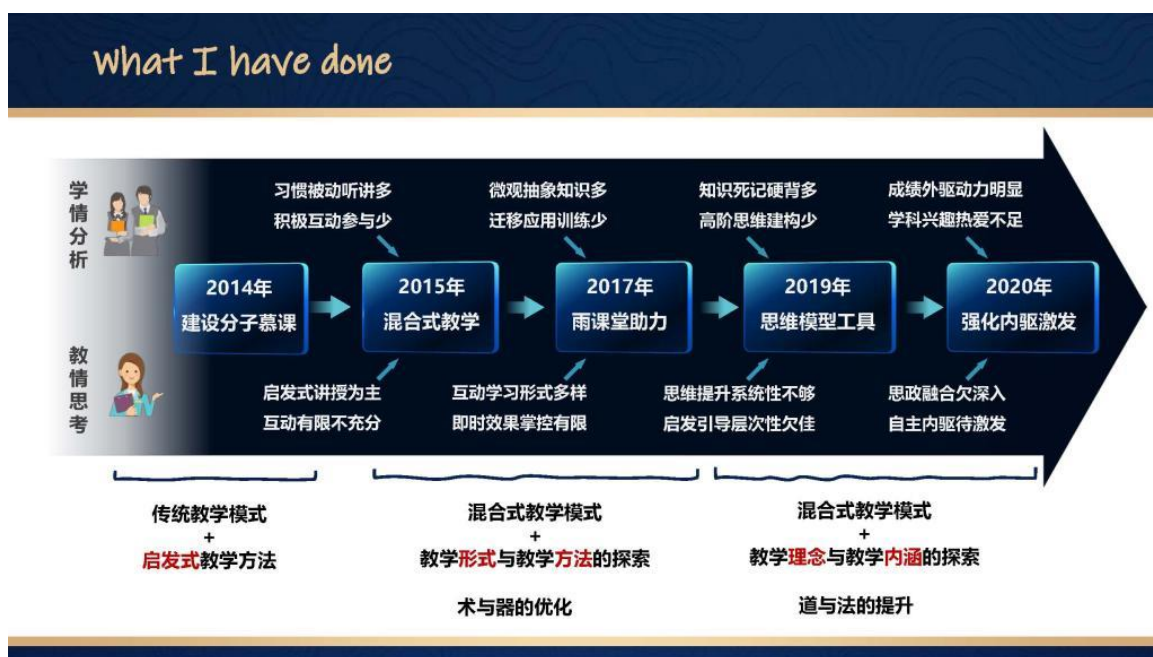 What I have done
学情分析
习惯被动听讲多
积极互动参与少
微观抽象知识多
迁移应用训练少
知识死记硬背多
高阶思维建构少
成绩外驱动力明显
学科兴趣热爱不足
2014年
建设分子慕课
2015年
混合式教学
2017年
雨课堂助力
2019年
思维模型工具
2020年
强化内驱激发
教情思考
启发式讲授为主
互动有限不充分
互动学习形式多样
即时效果掌控有限
思维提升系统性不够
启发引导层次性欠佳
思政融合欠深入
自主内驱待激发
传统教学模式
+
启发式教学方法
混合式教学模式
+
教学形式与教学方法的探索
术与器的优化
混合式教学模式
+
教学理念与教学内涵的探索
道与法的提升